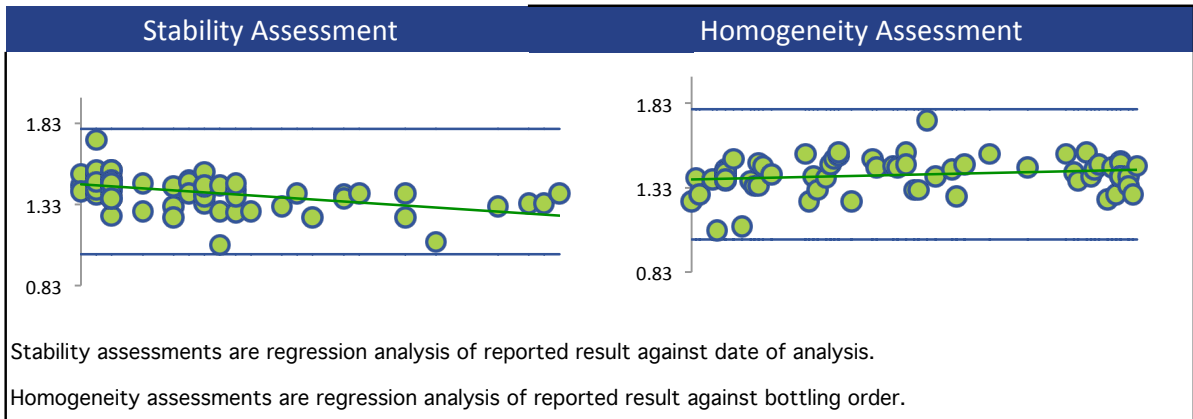 Stability Assessment
Homogeneity Assessment
1.83
1.33
0.83
1.83
1.33
0.83
Stability assessments are regression analysis of reported result against date of analysis.
Homogeneity assessments are regression analysis of reported result against bottling order.